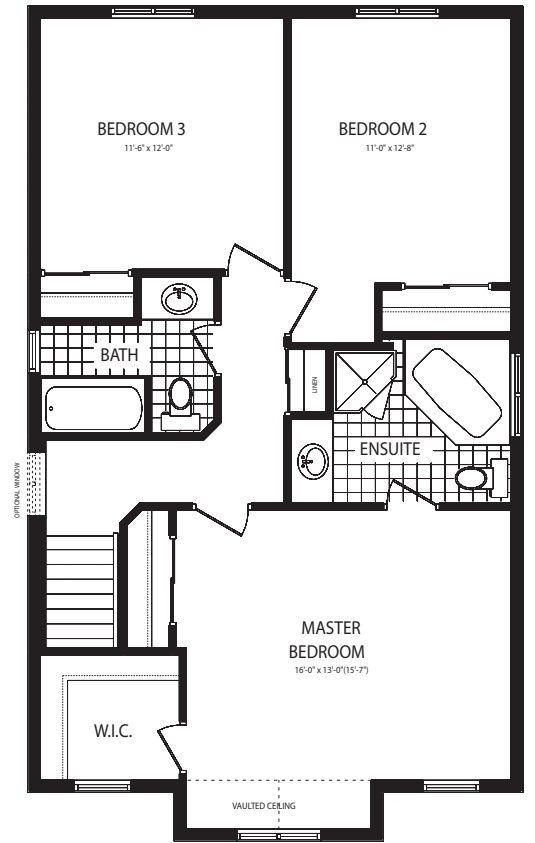 BEDROOM 3
11'-6" x 12'-0"
BEDROOM 2
11'-0" x 12'-8"
BATH
LINEN
ENSUITE
OPTIONAL WINDOW
MASTER
BEDROOM
16'-0" x 13'-0"(15'-7")
W.I.C.
VAULTED CEILING